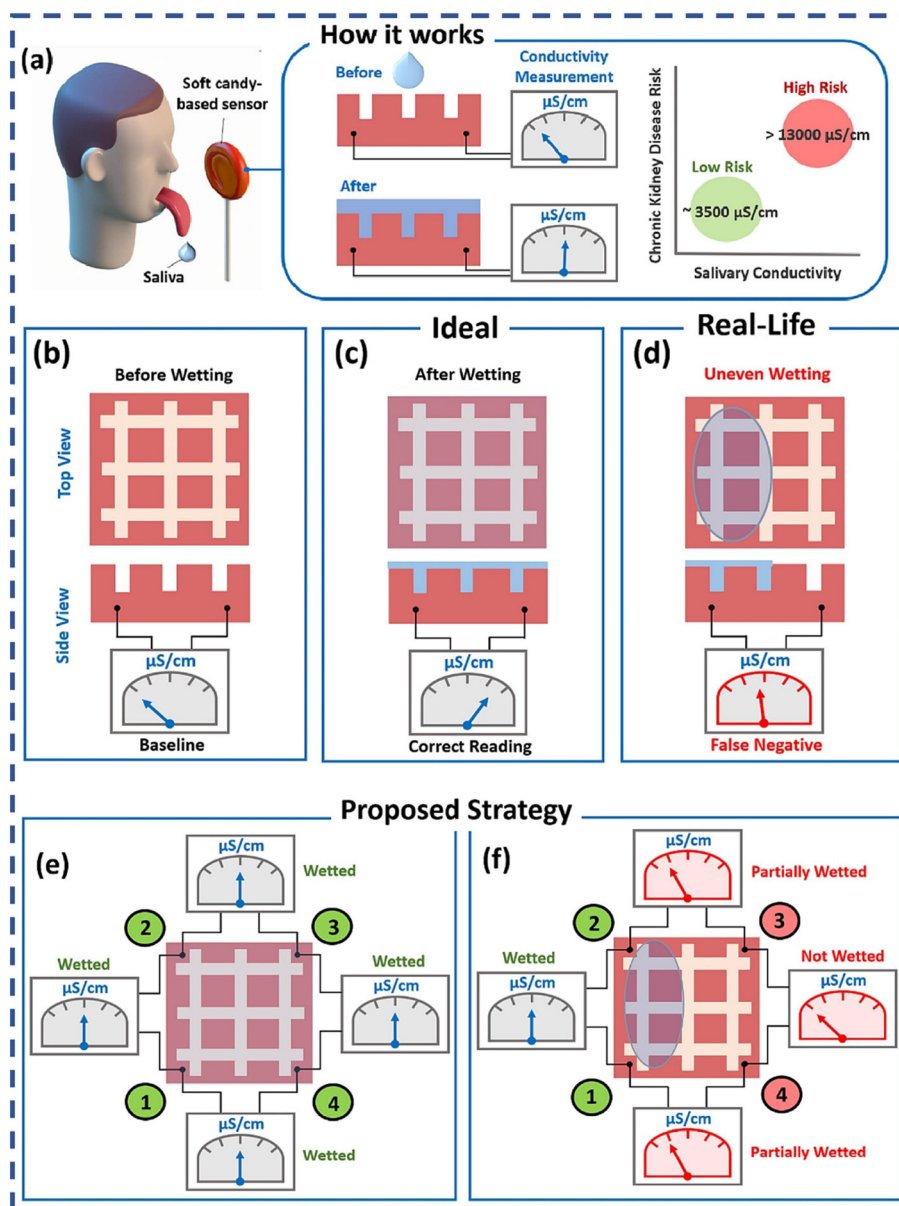 How it works
(a)
Soft candy-
based sensor
Saliva
Before
Conductivity
Measurement
µS/cm
After
µS/cm
Chronic Kidney Disease Risk
High Risk
> 13000 µS/cm
Low Risk
~ 3500 µS/cm
Salivary Conductivity
Ideal
Real-Life
(b)
Before Wetting
Top View
Side View
µS/cm
Baseline
(c)
After Wetting
µS/cm
Correct Reading
(d)
Uneven Wetting
µS/cm
False Negative
Proposed Strategy
(e)
µS/cm
Wetted
2
3
Wetted
µS/cm
Wetted
µS/cm
1
4
µS/cm
Wetted
(f)
µS/cm
Partially Wetted
2
3
Wetted
µS/cm
Not Wetted
µS/cm
1
4
µS/cm
Partially Wetted